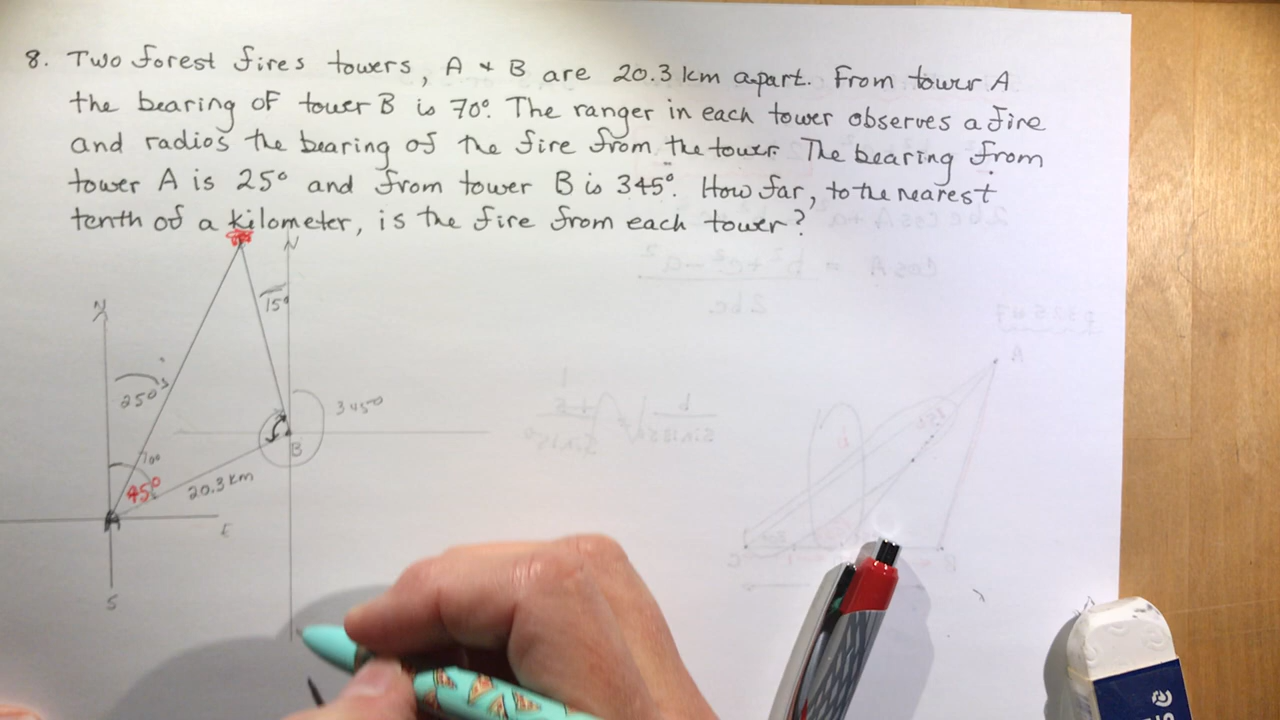 8. Two forest fires towers, A & B are 20.3 km apart. From tower A
the bearing of tower B is 70°. The ranger in each tower observes a fire
and radio's the bearing of the fire from the tower. The bearing from
tower A is 25° and from tower B is 345°. How far, to the nearest
tenth of a kilometer, is the fire from each tower?
N
N
15°
25°
345°
B
70°
45°
20.3 km
A
E
S